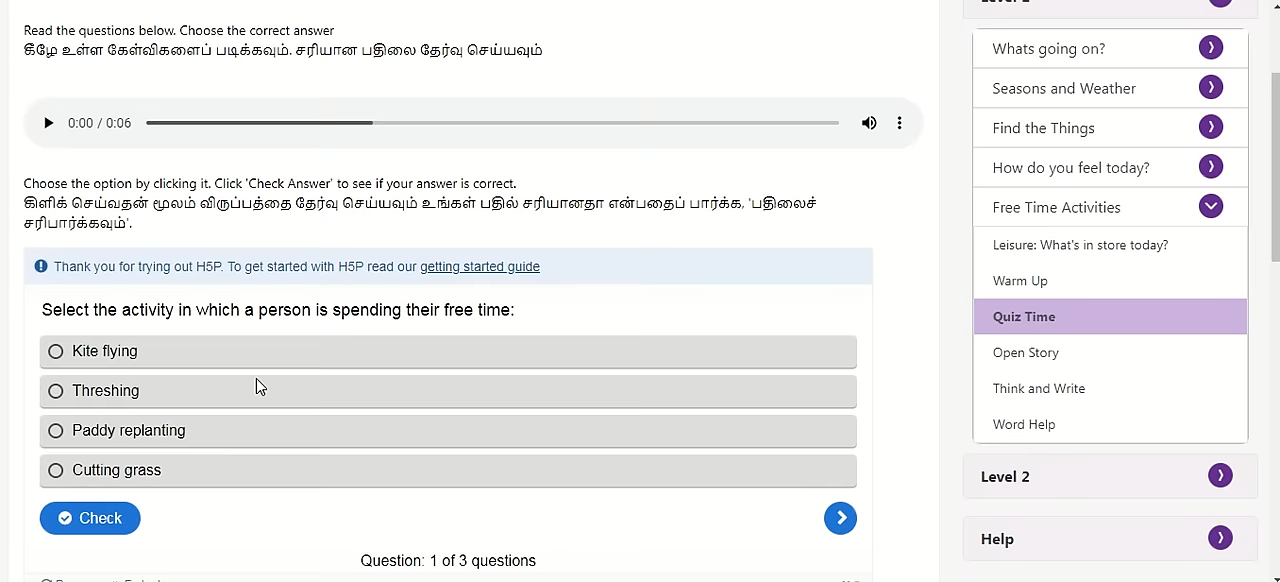 Read the questions below. Choose the correct answer
கீழே உள்ள கேள்விகளைப் படிக்கவும். சரியான பதிலை தேர்வு செய்யவும்
0:00 / 0:06
Choose the option by clicking it. Click 'Check Answer' to see if your answer is correct.
கிளிக் செய்வதன் மூலம் விருப்பத்தை தேர்வு செய்யவும் உங்கள் பதில் சரியானதா என்பதைப் பார்க்க, 'பதிலைச்
சரிபார்க்கவும்'.
Thank you for trying out H5P. To get started with H5P read our getting started guide
Select the activity in which a person is spending their free time:
Kite flying
Threshing
Paddy replanting
Cutting grass
Check
Question: 1 of 3 questions
Whats going on?
Seasons and Weather
Find the Things
How do you feel today?
Free Time Activities
Leisure: What's in store today?
Warm Up
Quiz Time
Open Story
Think and Write
Word Help
Level 2
Help